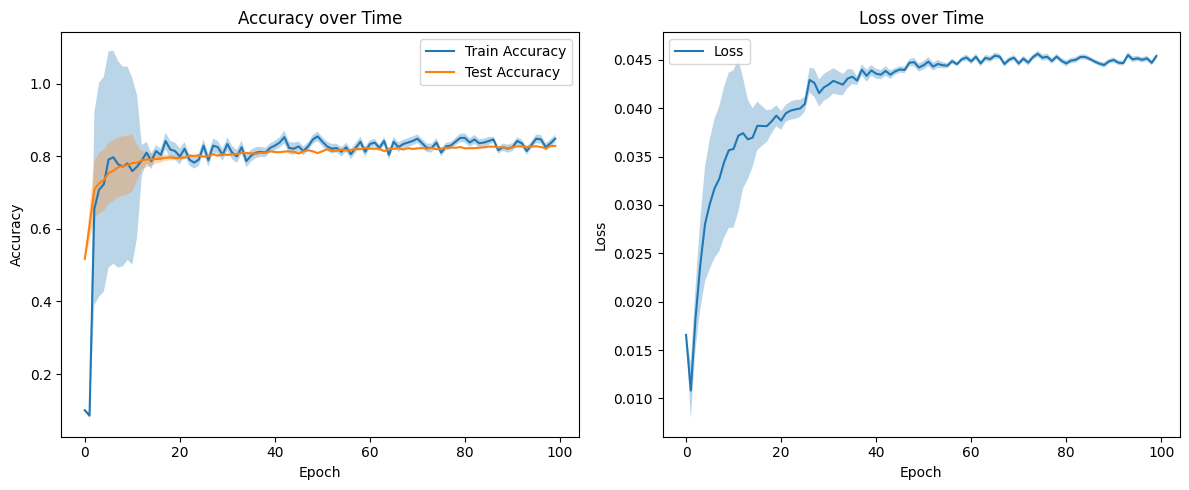 Accuracy over Time
Train Accuracy
Test Accuracy
1.0
0.8
0.6
0.4
0.2
Accuracy
0 20 40 60 80 100
Epoch
Loss over Time
Loss
0.045
0.040
0.035
0.030
0.025
0.020
0.015
0.010
Loss
0 20 40 60 80 100
Epoch